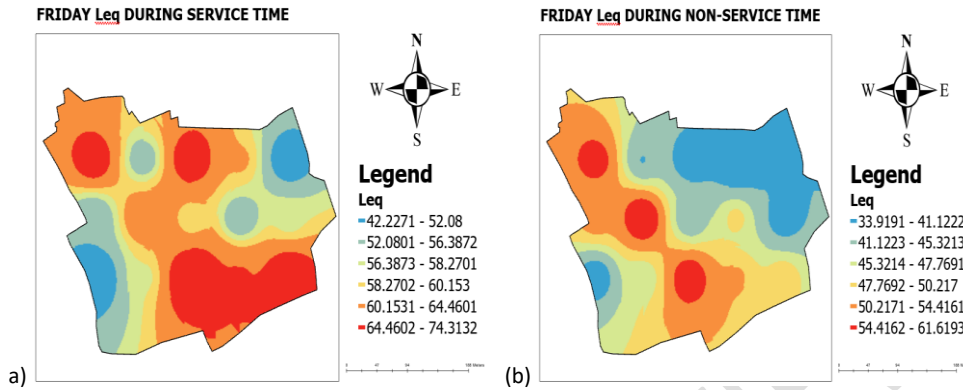 FRIDAY Leq DURING SERVICE TIME
N
W E
S
Legend
Leq
42.2271 - 52.08
52.0801 - 56.3872
56.3873 - 58.2701
58.2702 - 60.153
60.1531 - 64.4601
64.4602 - 74.3132
a)
FRIDAY Leq DURING NON-SERVICE TIME
N
W E
S
Legend
Leq
33.9191 - 41.1222
41.1223 - 45.3213
45.3214 - 47.7691
47.7692 - 50.217
50.2171 - 54.4161
54.4162 - 61.6193
(b)